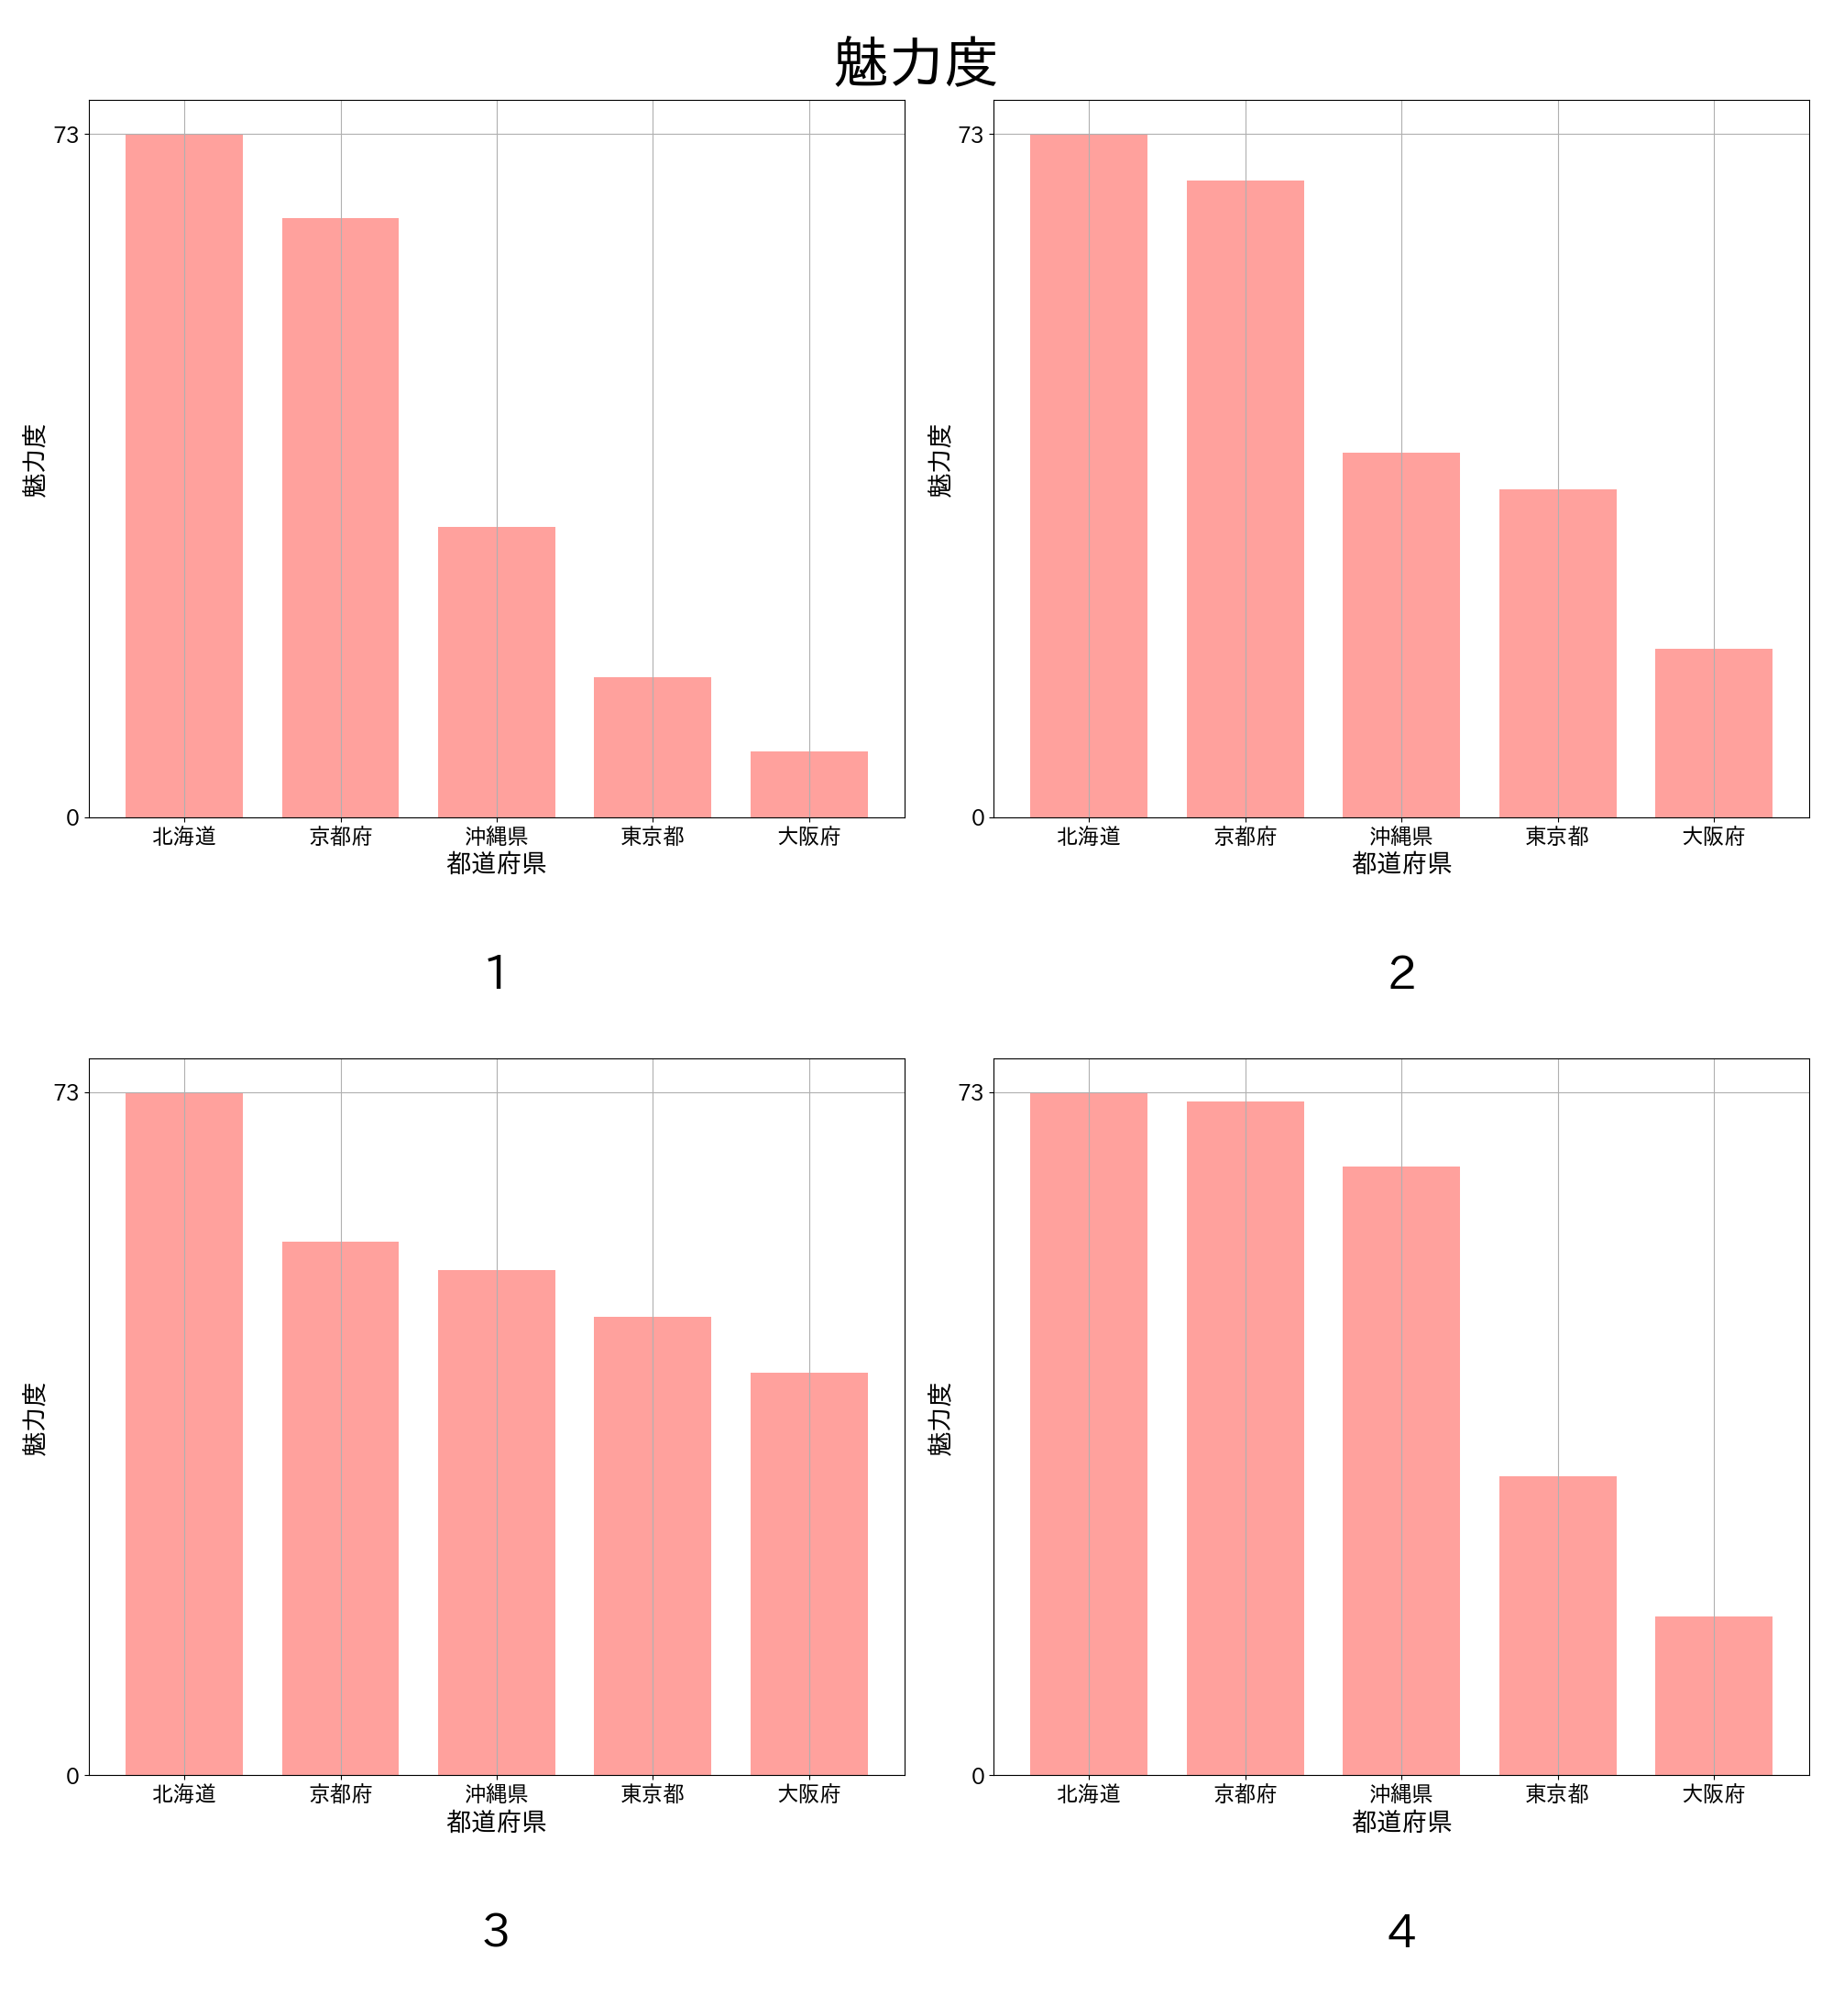 魅力度
73
0
魅力度
北海道 京都府 沖縄県 東京都 大阪府
都道府県
1
73
0
魅力度
北海道 京都府 沖縄県 東京都 大阪府
都道府県
2
73
0
魅力度
北海道 京都府 沖縄県 東京都 大阪府
都道府県
3
73
0
魅力度
北海道 京都府 沖縄県 東京都 大阪府
都道府県
4